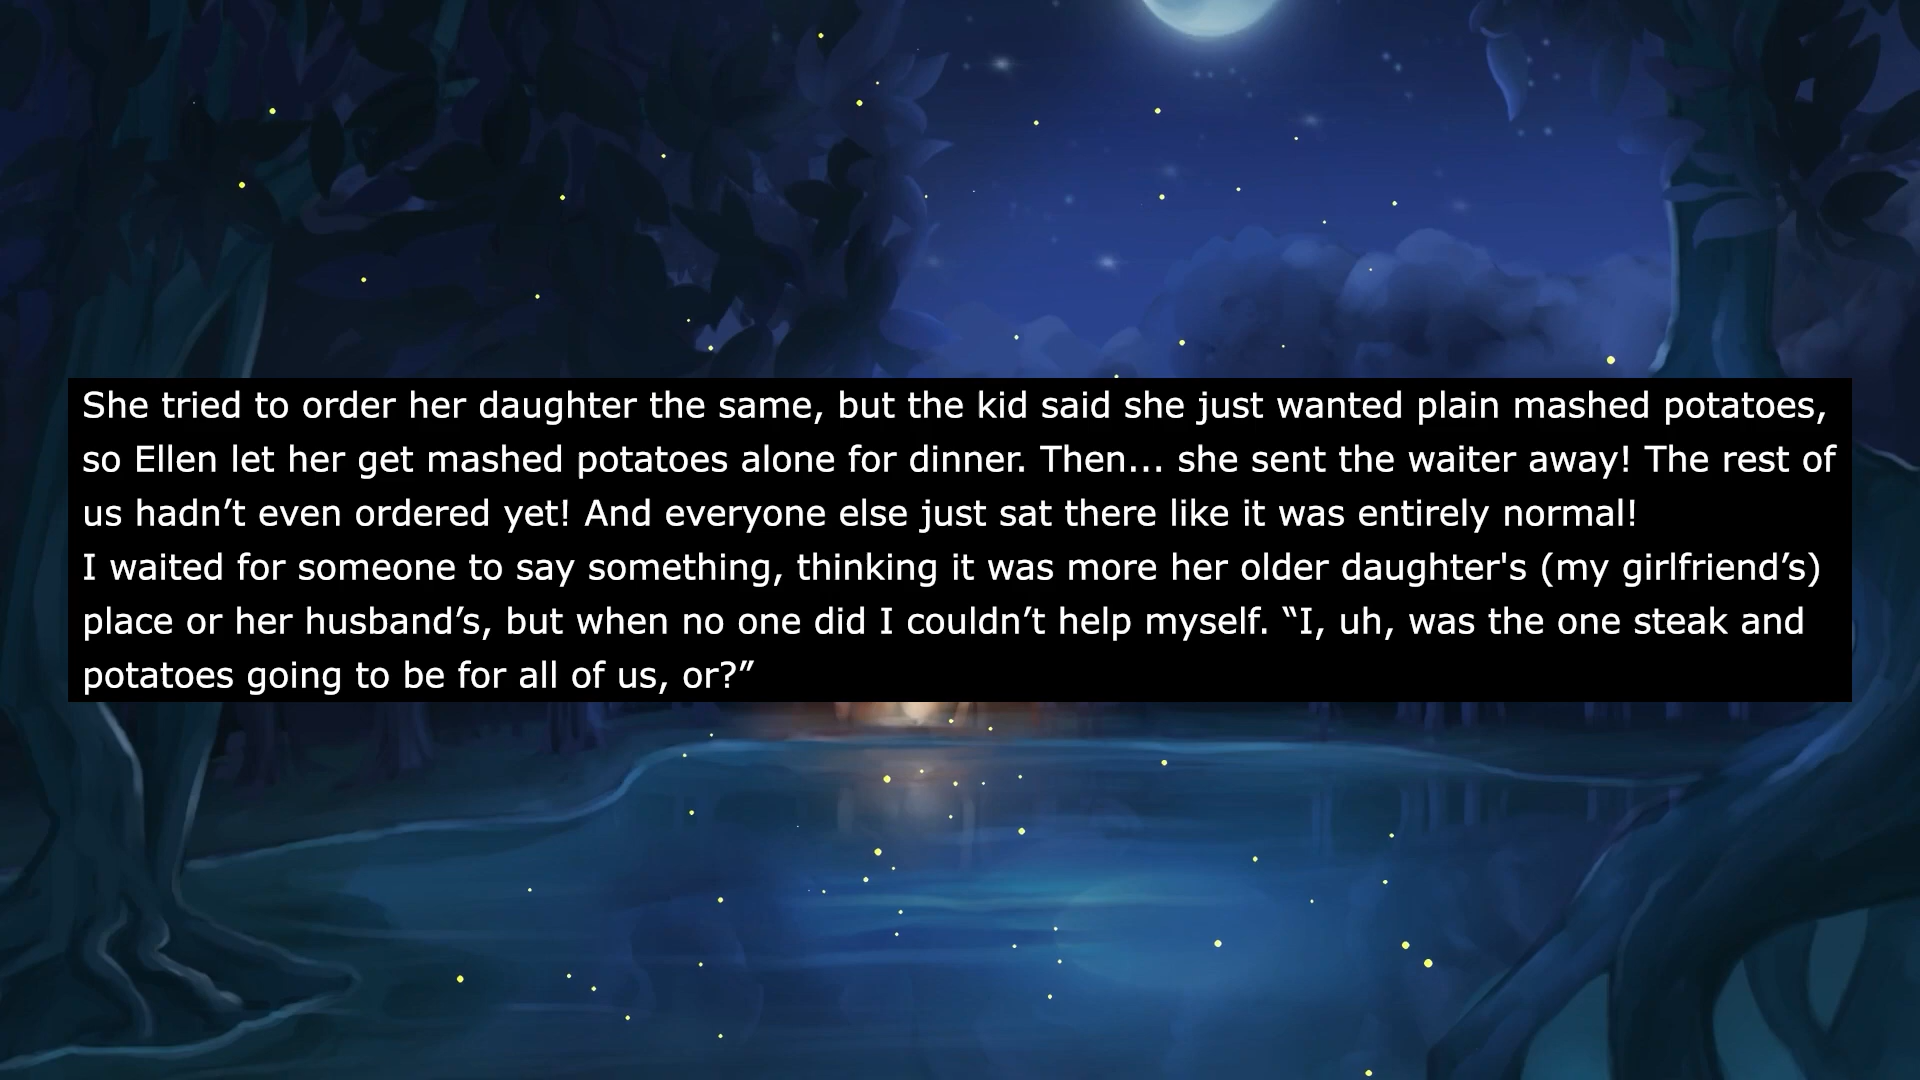 She tried to order her daughter the same, but the kid said she just wanted plain mashed potatoes,
so Ellen let her get mashed potatoes alone for dinner. Then... she sent the waiter away! The rest of
us hadn’t even ordered yet! And everyone else just sat there like it was entirely normal!
I waited for someone to say something, thinking it was more her older daughter's (my girlfriend’s)
place or her husband’s, but when no one did I couldn’t help myself. “I, uh, was the one steak and
potatoes going to be for all of us, or?”